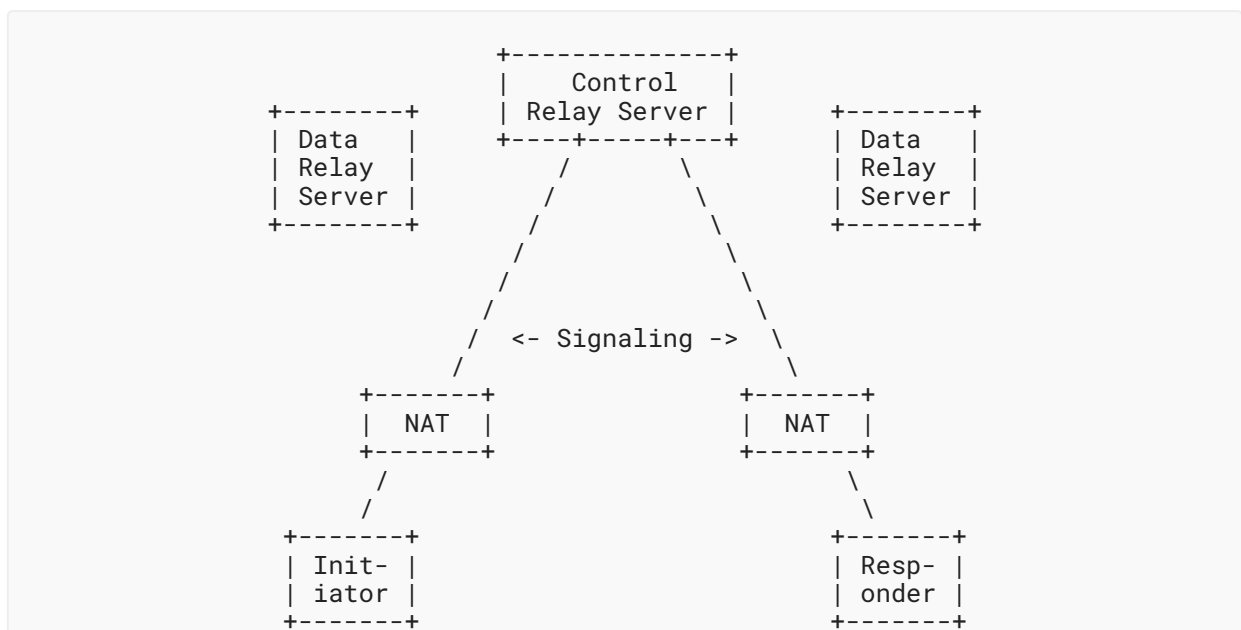 +--------------+
                 |    Control   |
  +--------+     | Relay Server |      +--------+
  | Data   |     +----+-----+---+      | Data   |
  | Relay  |         /       \         | Relay  |
  | Server |        /         \        | Server |
  +--------+       /           \       +--------+
                  /             \
                 /               \
                /                 \
               /  <- Signaling ->  \
              /                     \
        +-------+                +-------+
        |  NAT  |                |  NAT  |
        +-------+                +-------+
         /                             \
        /                               \
   +-------+                           +-------+
   | Init- |                           | Resp- |
   | iator |                           | onder |
   +-------+                           +-------+